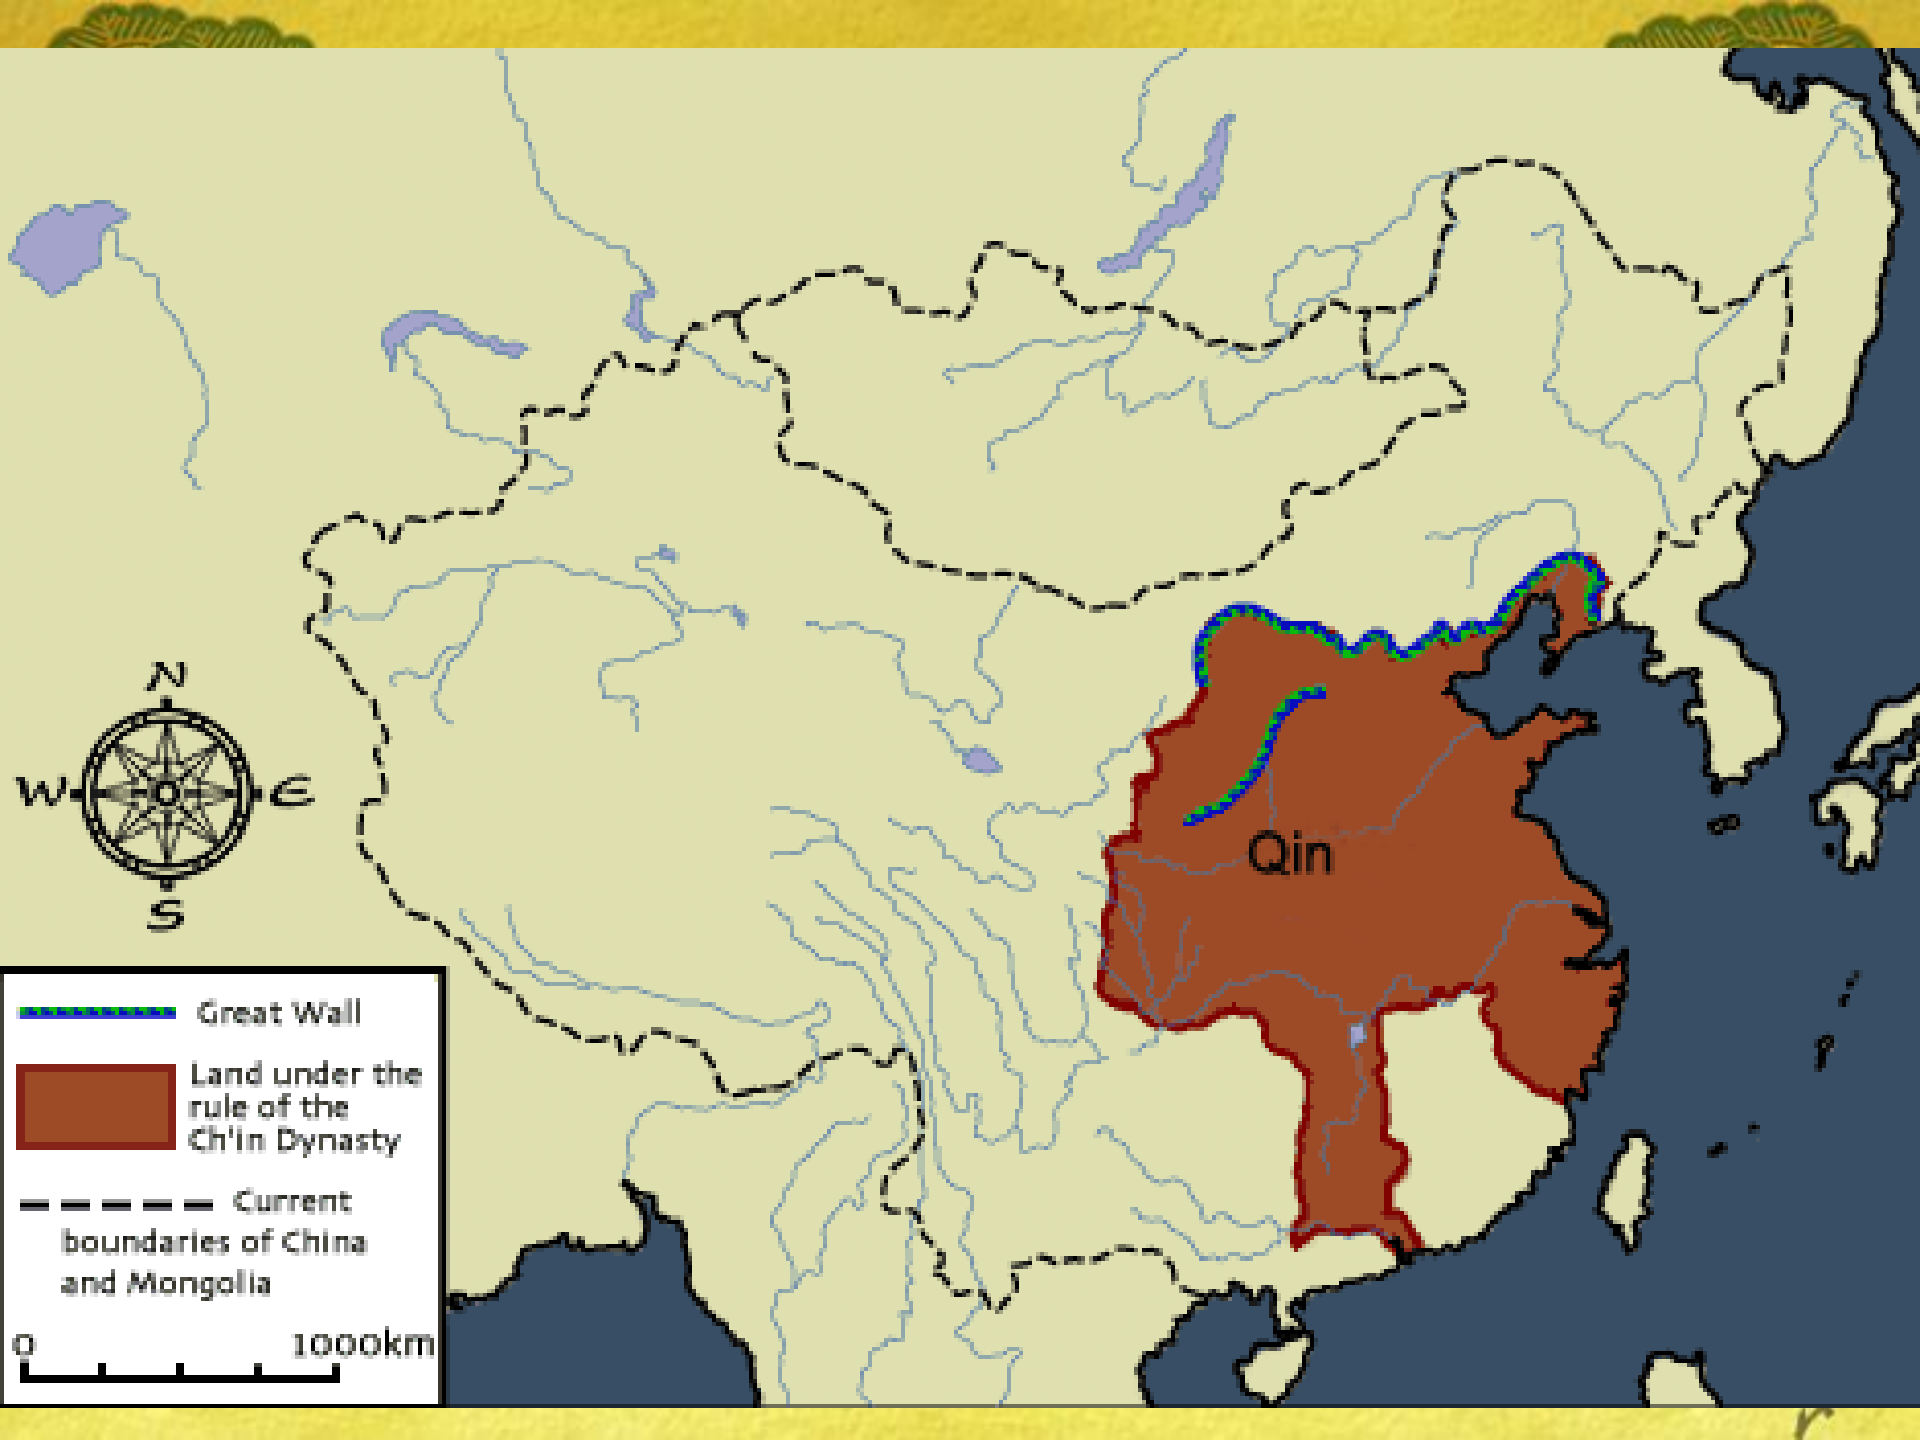 N
W
E
S
Qin
Great Wall
Land under the
rule of the
Ch'in Dynasty
Current
boundaries of China
and Mongolia
0 1000km